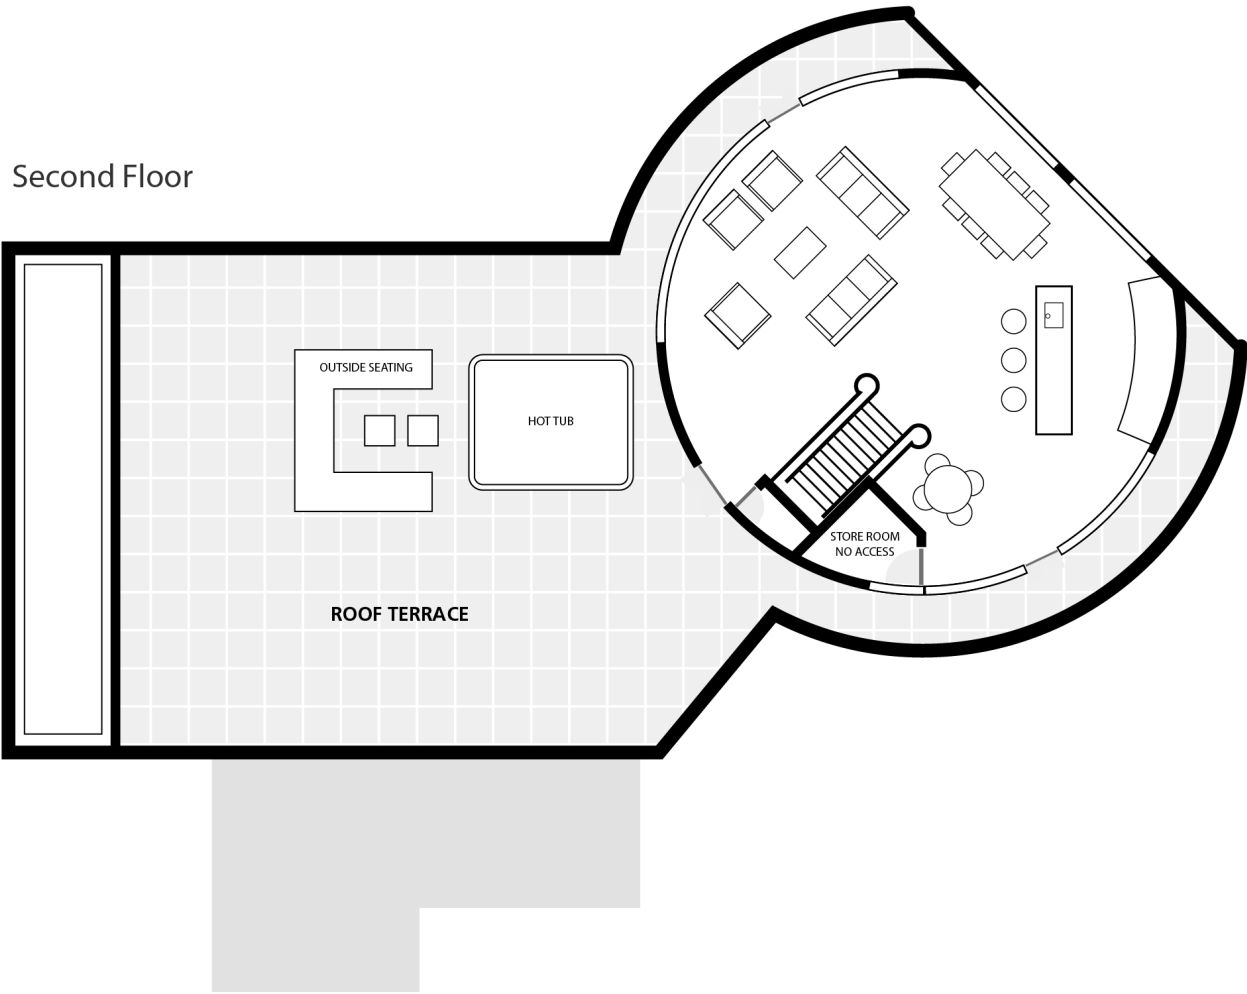 Second Floor
OUTSIDE SEATING
HOT TUB
STORE ROOM
NO ACCESS
ROOF TERRACE